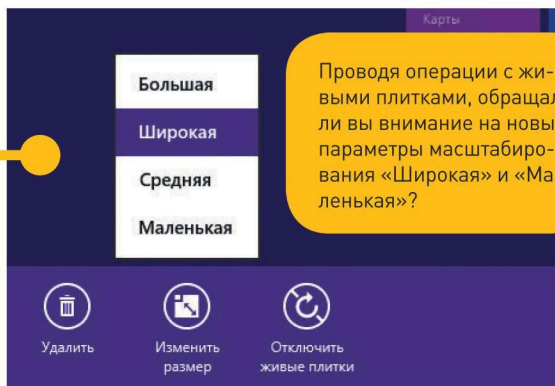 Карты
Большая
Широкая
Средняя
Маленькая
Проводя операции с жи-
выми плитками, обращал
ли вы внимание на новы
параметры масштабиро-
вания «Широкая» и «Ма
ленькая»?
Удалить
Изменить
размер
Отключить
живые плитки